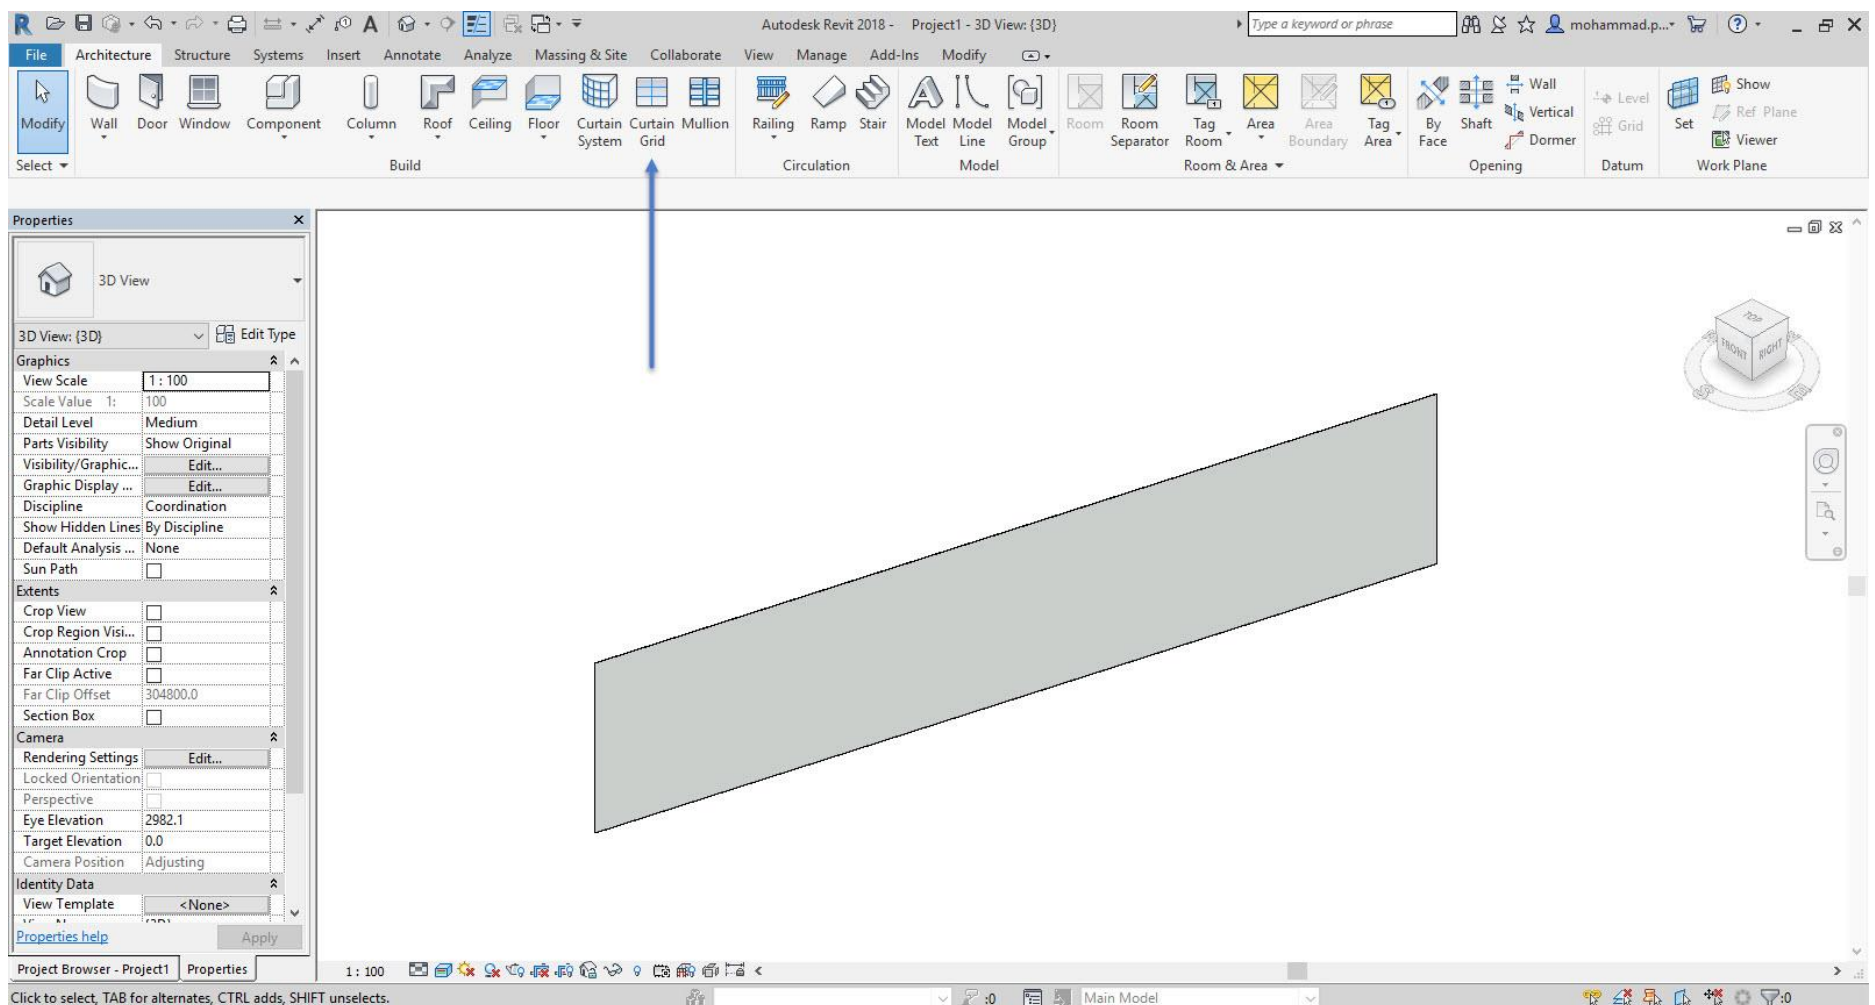 Autodesk Revit 2018 - Project1 - 3D View: {3D}
Type a keyword or phrase
mohammad.p...
File Architecture Structure Systems Insert Annotate Analyze Massing & Site Collaborate View Manage Add-Ins Modify
Modify Wall Door Window Component Column Roof Ceiling Floor Curtain System Curtain Grid Mullion Railing Ramp Stair Model Text Model Line Model Group Room Room Separator Tag Room Area Area Boundary Tag Area By Face Shaft Wall Vertical Dormer Level Grid Set Show Ref Plane Viewer
Select Build Circulation Model Room & Area Opening Datum Work Plane
Properties
3D View
3D View: {3D} Edit Type
Graphics
View Scale 1 : 100
Scale Value 1: 100
Detail Level Medium
Parts Visibility Show Original
Visibility/Graphic... Edit...
Graphic Display ... Edit...
Discipline Coordination
Show Hidden Lines By Discipline
Default Analysis ... None
Sun Path
Extents
Crop View
Crop Region Visi...
Annotation Crop
Far Clip Active
Far Clip Offset 304800.0
Section Box
Camera
Rendering Settings Edit...
Locked Orientation
Perspective
Eye Elevation 2982.1
Target Elevation 0.0
Camera Position Adjusting
Identity Data
View Template <None>
Properties help Apply
Project Browser - Project1 Properties
TOP
FRONT RIGHT
1 : 100
Click to select, TAB for alternates, CTRL adds, SHIFT unselects.
:0 Main Model :0